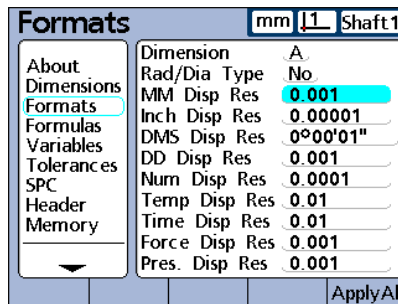 Formats
mm
1
Shaft1
About
Dimensions
Formats
Formulas
Variables
Tolerances
SPC
Header
Memory
Dimension A
Rad/Dia Type No
MM Disp Res 0.001
Inch Disp Res 0.00001
DMS Disp Res 0°00'01"
DD Disp Res 0.001
Num Disp Res 0.0001
Temp Disp Res 0.01
Time Disp Res 0.01
Force Disp Res 0.001
Pres. Disp Res 0.001
ApplyAl